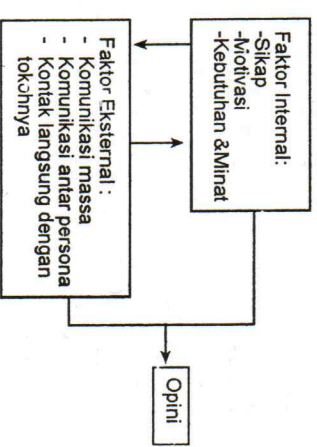 Faktor Internal:
-Sikap
-Motivasi
-Kebutuhan &Minat
Faktor Eksternal :
- Komunikasi massa
- Komunikasi antar persona
- Kontak langsung dengan
tokohnya
Opini